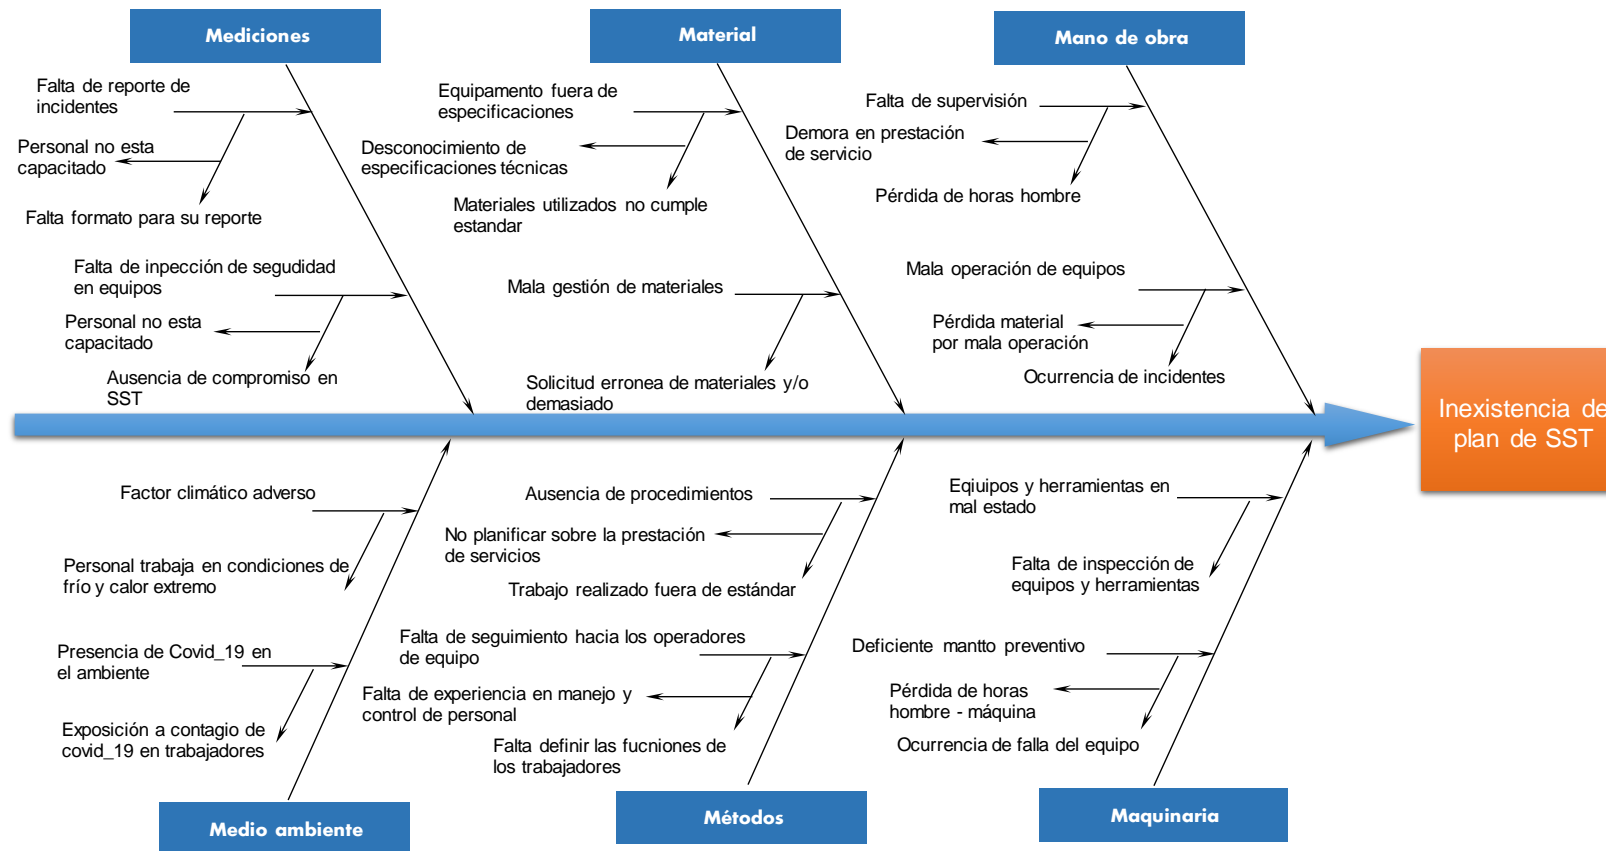 Mediciones
Material
Mano de obra
Falta de reporte de
incidentes
Personal no esta
capacitado
Falta formato para su reporte
Falta de inpección de segudidad
en equipos
Personal no esta
capacitado
Ausencia de compromiso en
SST
Equipamento fuera de
especificaciones
Desconocimiento de
especificaciones técnicas
Materiales utilizados no cumple
estandar
Mala gestión de materiales
Solicitud erronea de materiales y/o
demasiado
Falta de supervisión
Demora en prestación
de servicio
Pérdida de horas hombre
Mala operación de equipos
Pérdida material
por mala operación
Ocurrencia de incidentes
Inexistencia de
plan de SST
Factor climático adverso
Personal trabaja en condiciones de
frío y calor extremo
Presencia de Covid_19 en
el ambiente
Exposición a contagio de
covid_19 en trabajadores
Ausencia de procedimientos
No planificar sobre la prestación
de servicios
Trabajo realizado fuera de estándar
Falta de seguimiento hacia los operadores
de equipo
Falta de experiencia en manejo y
control de personal
Falta definir las fucniones de
los trabajadores
Eqiuipos y herramientas en
mal estado
Falta de inspección de
equipos y herramientas
Deficiente mantto preventivo
Pérdida de horas
hombre - máquina
Ocurrencia de falla del equipo
Medio ambiente
Métodos
Maquinaria